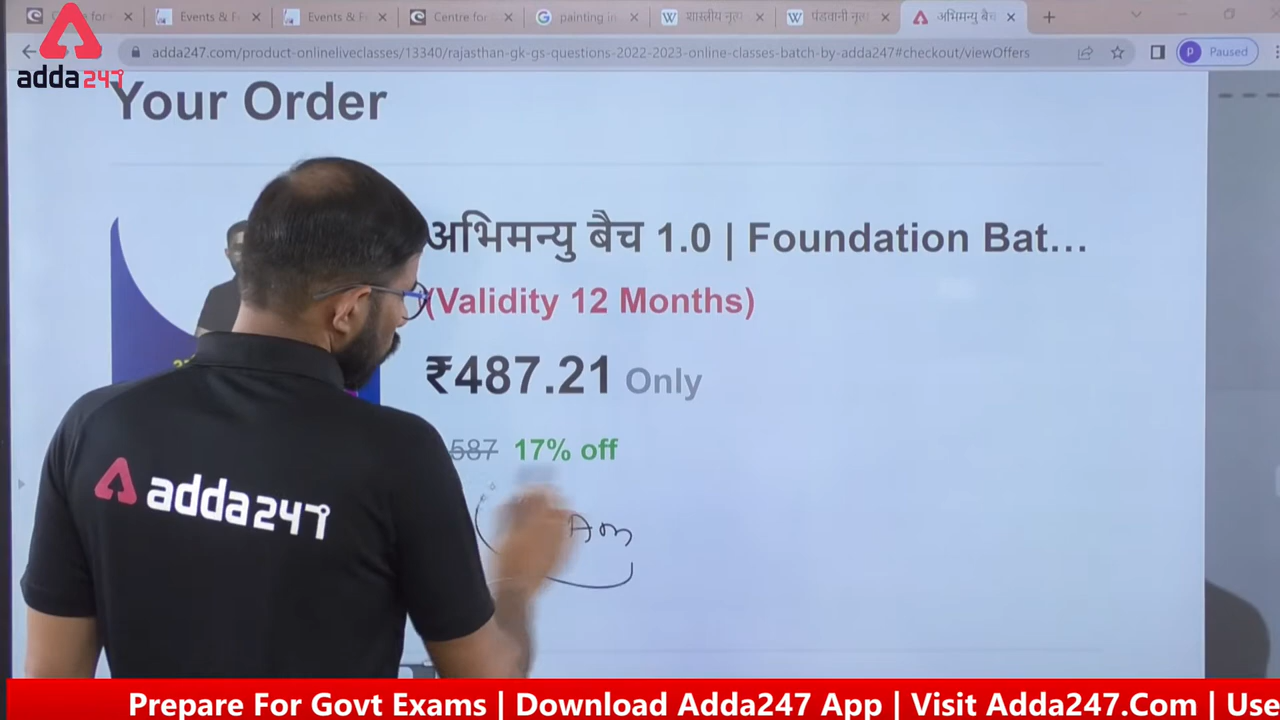 Events & F
Events & F
Centre for
painting in
शास्त्रीय नृत्य
पंडवानी नृत
अभिमन्यु बैच
adda247.com/product-onlineliveclasses/13340/rajasthan-gk-gs-questions-2022-2023-online-classes-batch-by-adda247#checkout/viewOffers
Paused
adda247
Your Order
अभिमन्यु बैच 1.0 | Foundation Bat...
(Validity 12 Months)
₹487.21 Only
587 17% off
adda247
Prepare For Govt Exams | Download Adda247 App | Visit Adda247.Com | Use